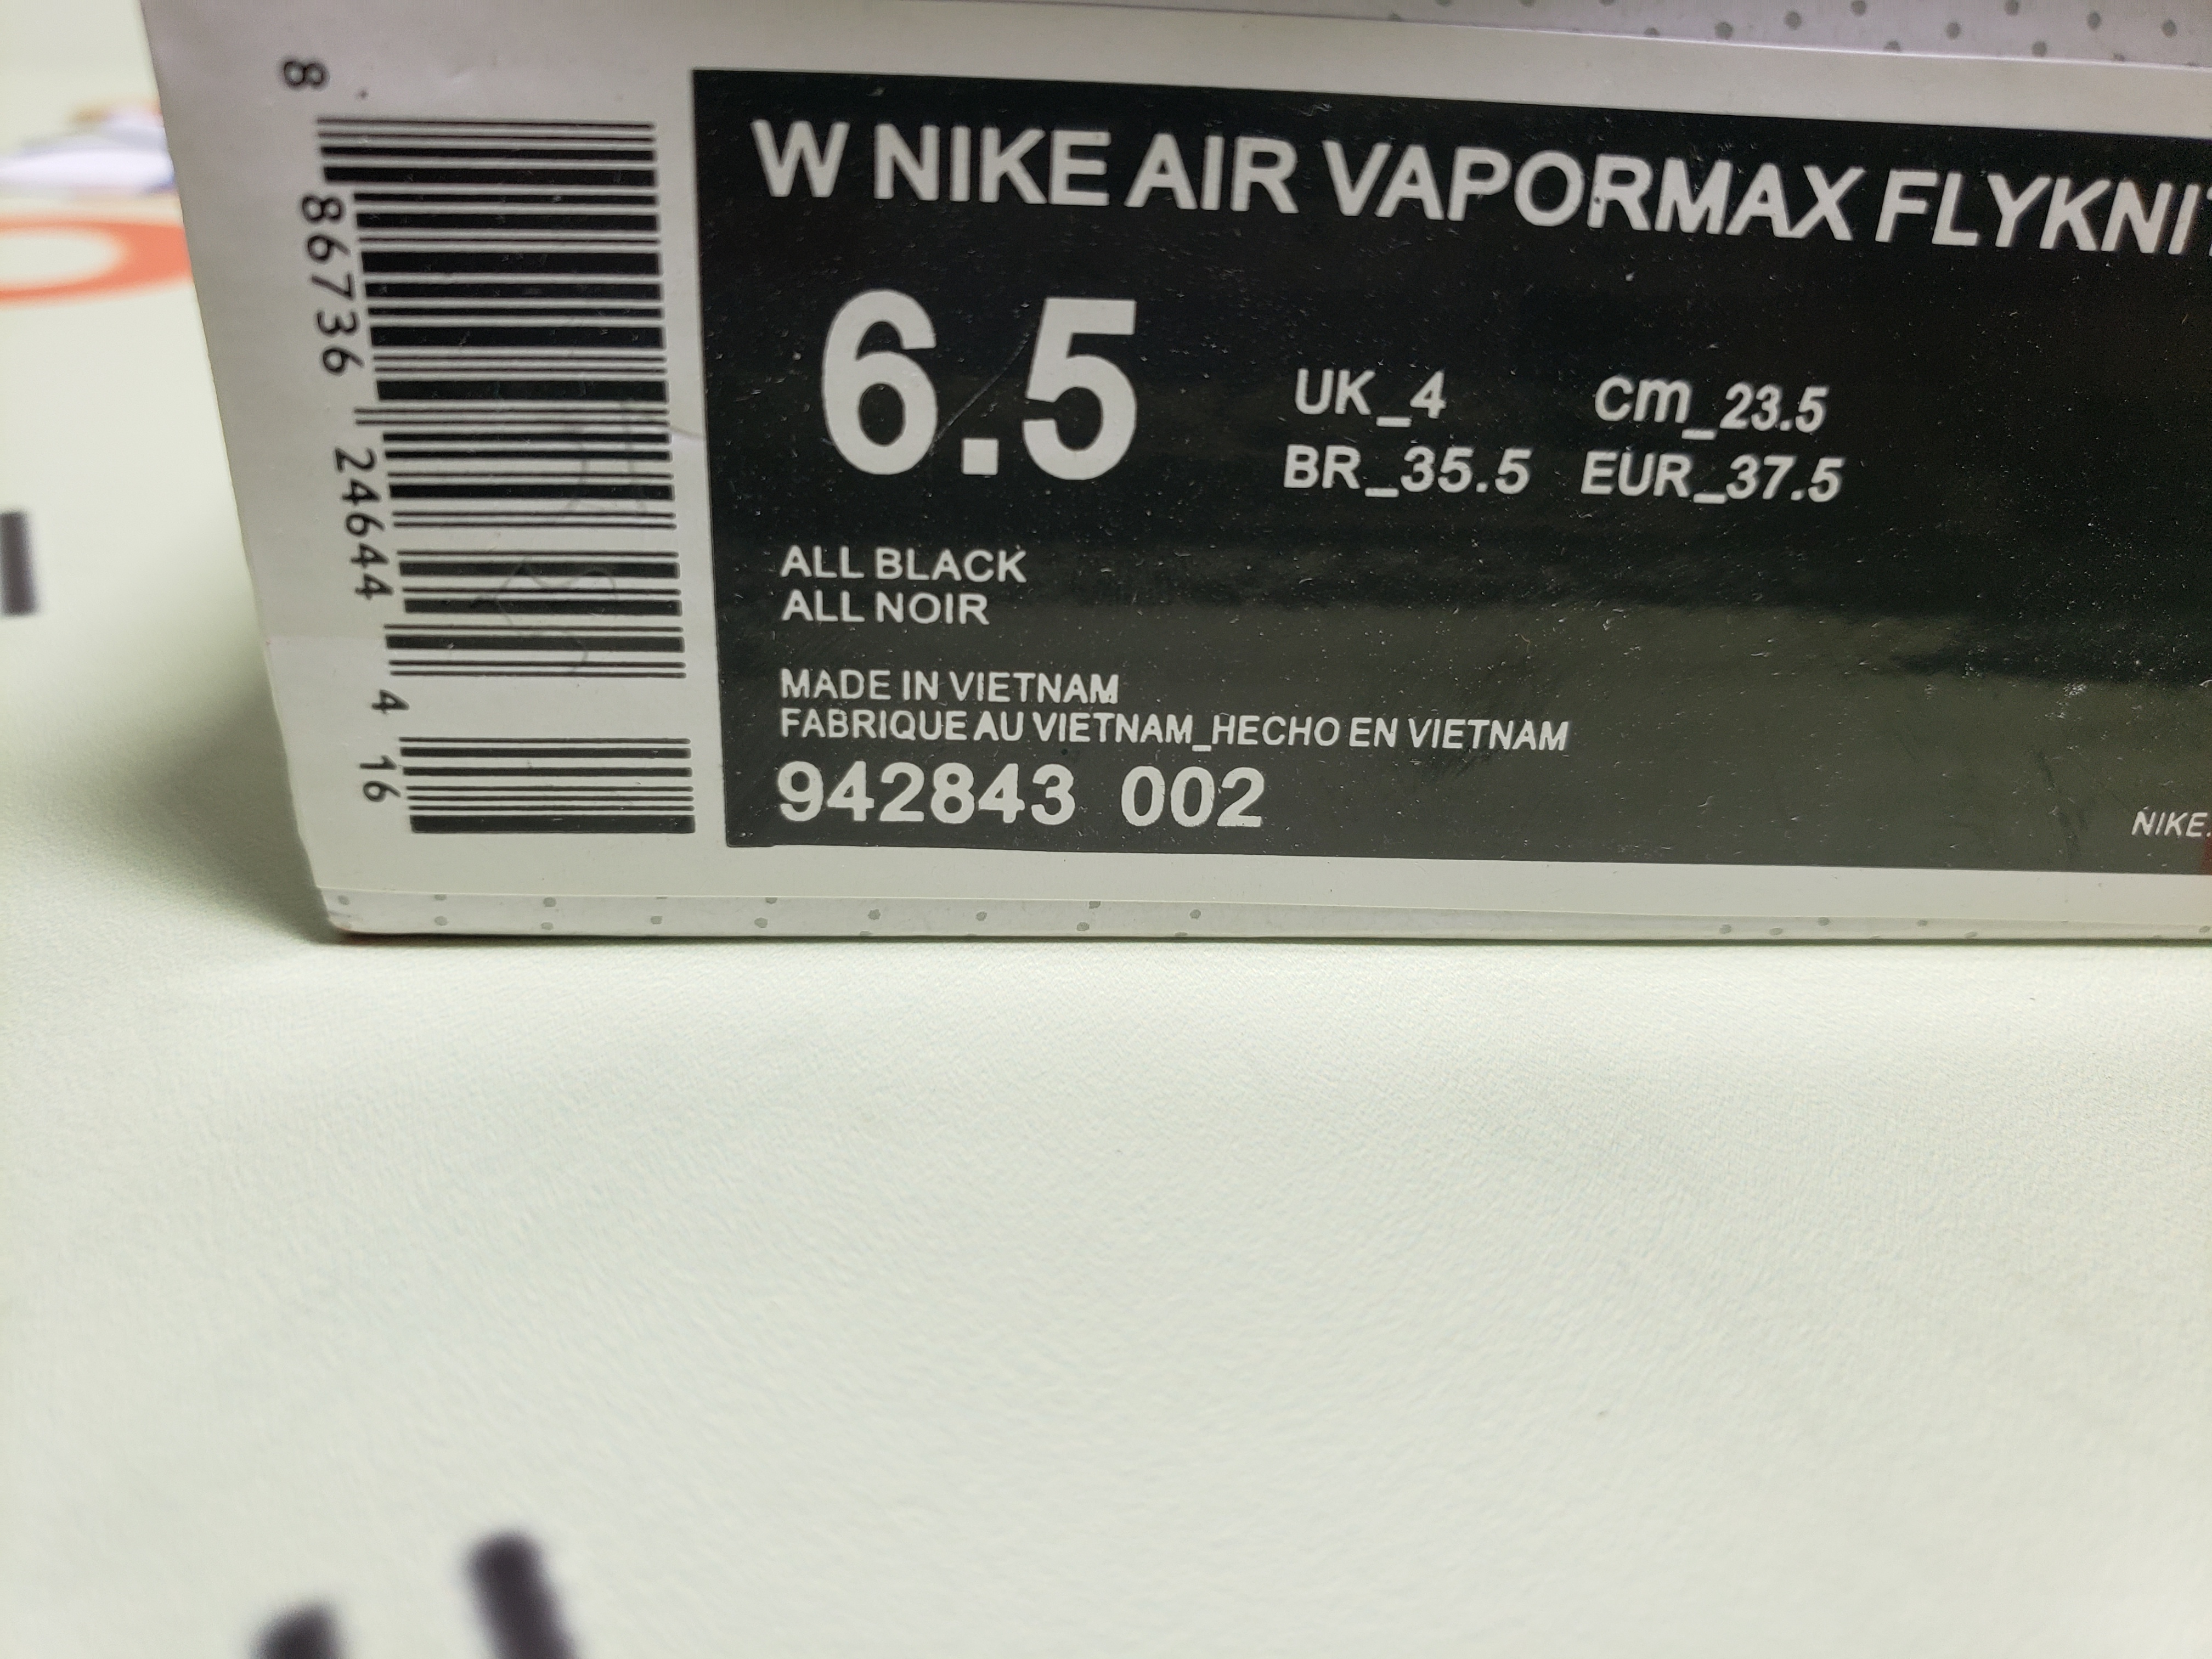 8 86736 24644 4 16
W NIKE AIR VAPORMAX FLYKNI
6.5
UK_4 Cm_23.5
BR_35.5 EUR_37.5
ALL BLACK
ALL NOIR
MADE IN VIETNAM
FABRIQUE AU VIETNAM_HECHO EN VIETNAM
942843 002
NIKE.